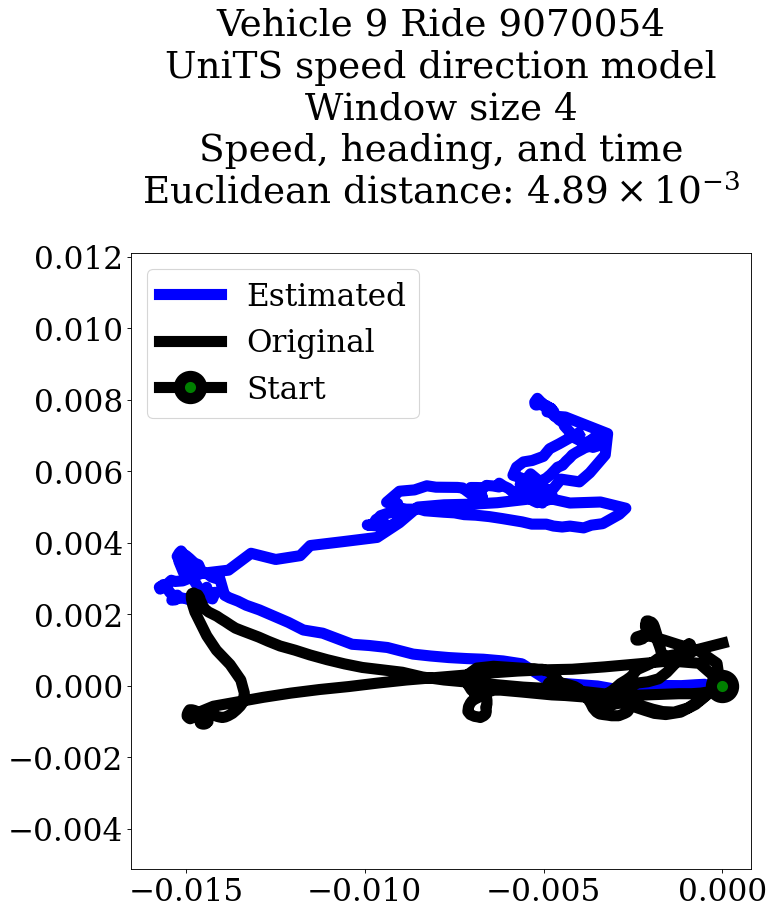 Vehicle 9 Ride 9070054
UniTS speed direction model
Window size 4
Speed, heading, and time
Euclidean distance: 4.89 × 10⁻³
0.012
0.010
0.008
0.006
0.004
0.002
0.000
−0.002
−0.004
Estimated
Original
Start
−0.015 −0.010 −0.005 0.000